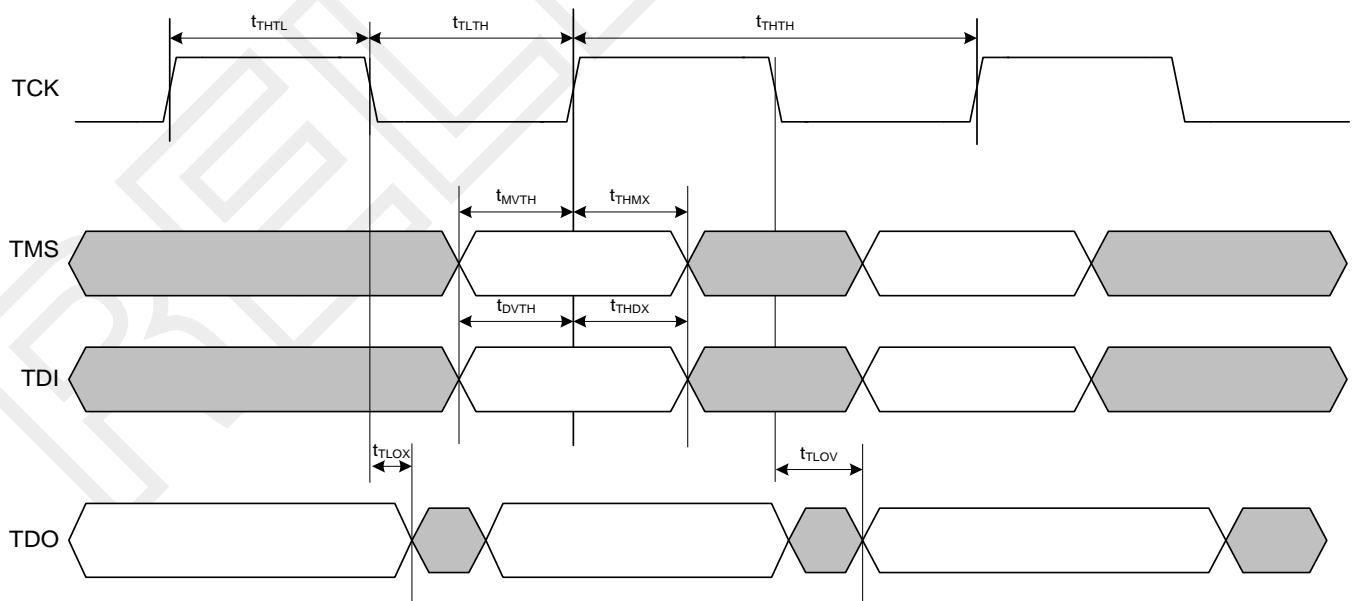 tTHTL tTLTH tTHTH
TCK
tMVTH tTHMX
TMS
tDVTH tTHDX
TDI
tTLOX tTLOV
TDO